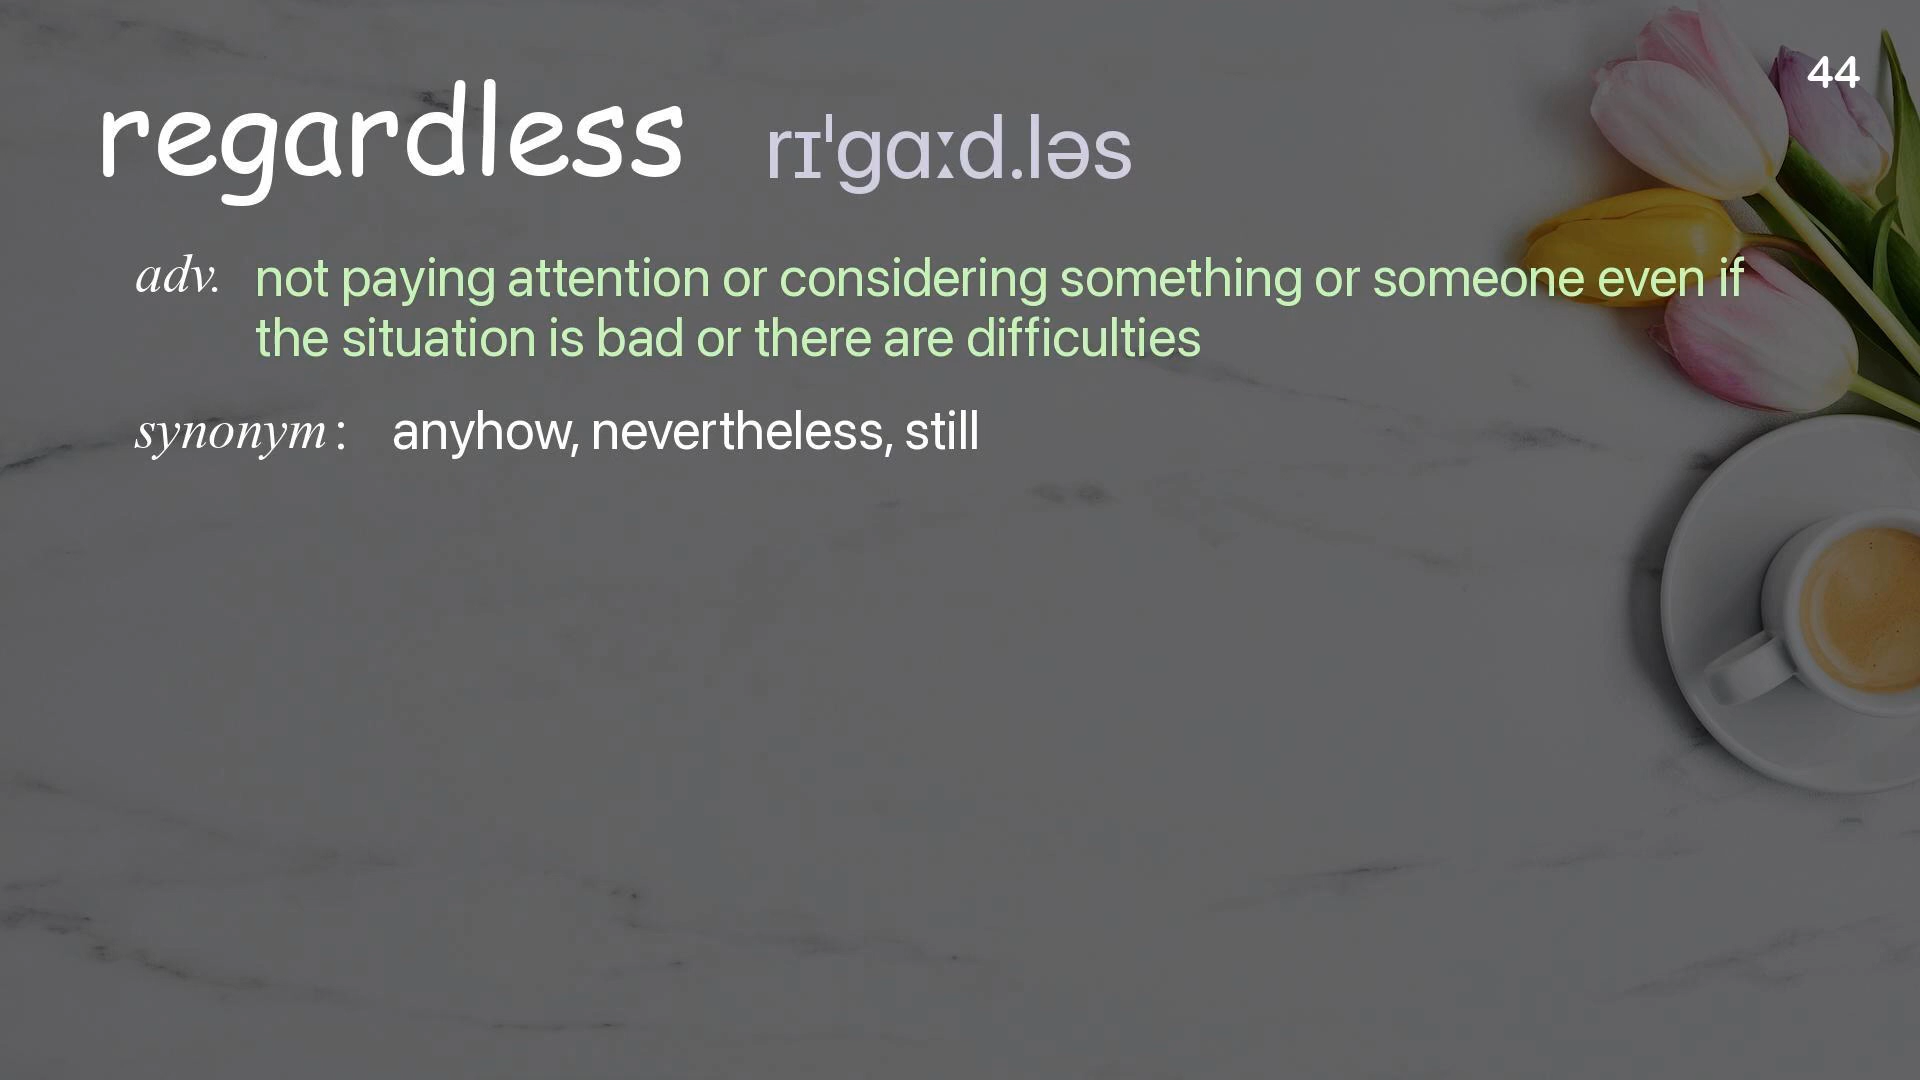 44
regardless rɪˈɡɑːd.ləs
adv. not paying attention or considering something or someone even if
the situation is bad or there are difficulties
synonym : anyhow, nevertheless, still